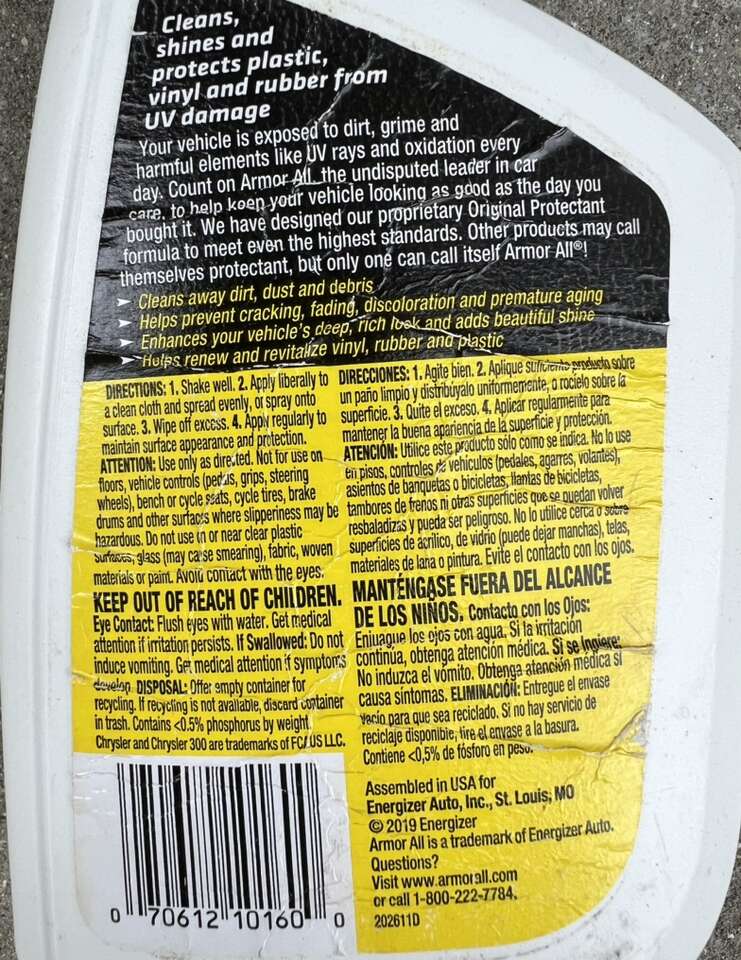 Cleans,
shines and
protects plastic,
vinyl and rubber from
UV damage
Your vehicle is exposed to dirt, grime and
harmful elements like UV rays and oxidation every
day. Count on Armor All, the undisputed leader in car
care, to help keep your vehicle looking as good as the day you
bought it. We have designed our proprietary Original Protectant
formula to meet even the highest standards. Other products may call
themselves protectant, but only one can call itself Armor All®!
➤ Cleans away dirt, dust and debris
➤ Helps prevent cracking, fading, discoloration and premature aging
➤ Enhances your vehicle's deep, rich look and adds beautiful shine
➤ Helps renew and revitalize vinyl, rubber and plastic
DIRECTIONS: 1. Shake well. 2. Apply liberally to
a clean cloth and spread evenly, or spray onto
surface. 3. Wipe off excess. 4. Apply regularly to
maintain surface appearance and protection.
ATTENTION: Use only as directed. Not for use on
floors, vehicle controls (pedals, grips, steering
wheels), bench or cycle seats, cycle tires, brake
drums and other surfaces where slipperiness may be
hazardous. Do not use on or near clear plastic
surfaces, glass (may cause smearing), fabric, woven
materials or paint. Avoid contact with the eyes.
KEEP OUT OF REACH OF CHILDREN.
Eye Contact: Flush eyes with water. Get medical
attention if irritation persists. If Swallowed: Do not
induce vomiting. Get medical attention if symptoms
develop. DISPOSAL: Offer empty container for
recycling. If recycling is not available, discard container
in trash. Contains <0.5% phosphorus by weight.
Chrysler and Chrysler 300 are trademarks of FCA US LLC.
DIRECCIONES: 1. Agite bien. 2. Aplique suficiente producto sobre
un paño limpio y distribúyalo uniformemente, o rocíelo sobre la
superficie. 3. Quite el exceso. 4. Aplicar regularmente para
mantener la buena apariencia de la superficie y protección.
ATENCIÓN: Utilice este producto sólo como se indica. No lo use
en pisos, controles de vehículos (pedales, agarres, volantes),
asientos de banquetas o bicicletas, llantas de bicicletas,
tambores de frenos ni otras superficies que se puedan volver
resbaladizas y pueda ser peligroso. No lo utilice cerca o sobre
superficies de acrílico, de vidrio (puede dejar manchas), telas,
materiales de lana o pintura. Evite el contacto con los ojos.
MANTÉNGASE FUERA DEL ALCANCE
DE LOS NIÑOS. Contacto con los Ojos:
Enjuague los ojos con agua. Si la irritación
continúa, obtenga atención médica. Si se Ingiere:
No induzca el vómito. Obtenga atención médica si
causa síntomas. ELIMINACIÓN: Entregue el envase
vacío para que sea reciclado. Si no hay servicio de
reciclaje disponible, tire el envase a la basura.
Contiene <0,5% de fósforo en peso.
Assembled in USA for
Energizer Auto, Inc., St. Louis, MO
© 2019 Energizer
Armor All is a trademark of Energizer Auto.
Questions?
Visit www.armorall.com
or call 1-800-222-7784.
202611D
0 70612 10160 0